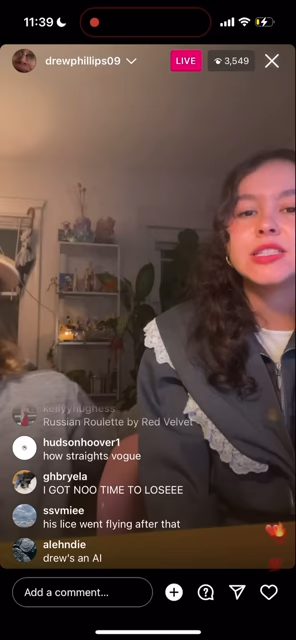 11:39
drewphillips09
LIVE
3,549
kellyyhughess
Russian Roulette by Red Velvet
hudsonhoover1
how straights vogue
ghbryela
I GOT NOO TIME TO LOSEEE
ssvmiee
his lice went flying after that
alehndie
drew's an AI
Add a comment...